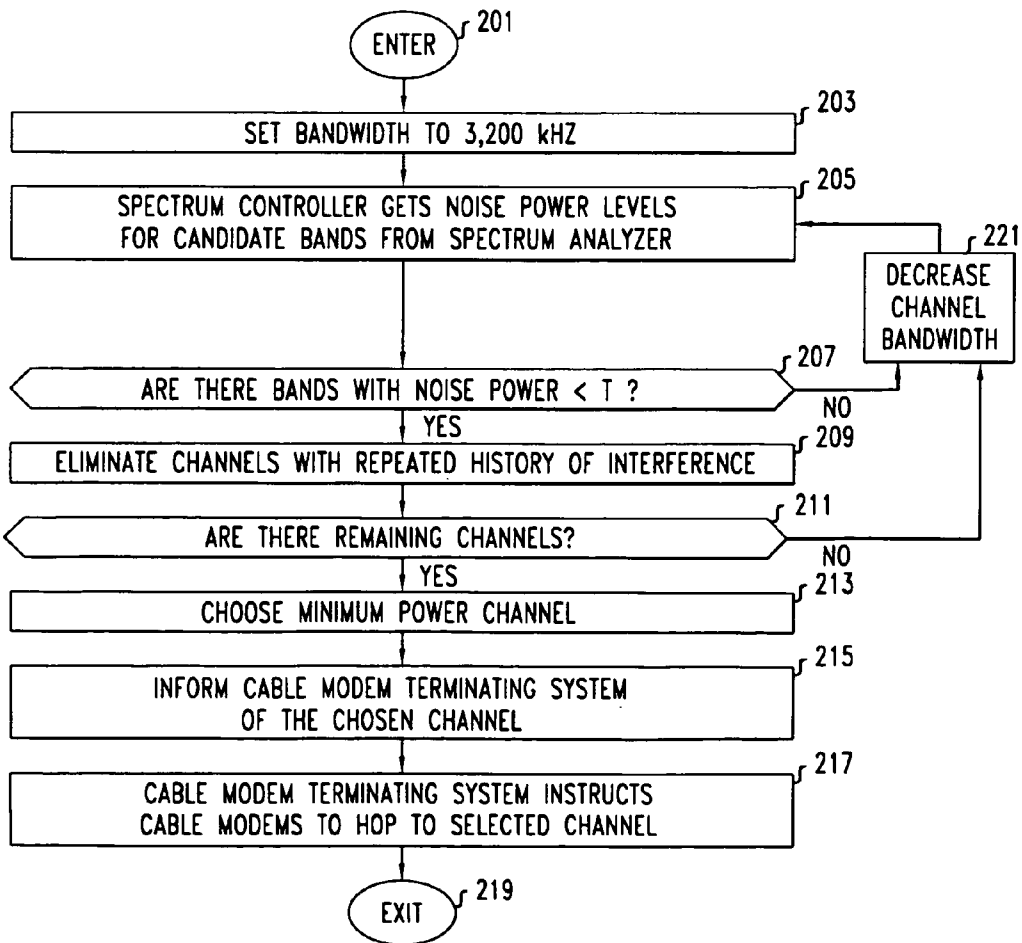 ENTER
201
203
SET BANDWIDTH TO 3,200 kHZ
205
SPECTRUM CONTROLLER GETS NOISE POWER LEVELS
FOR CANDIDATE BANDS FROM SPECTRUM ANALYZER
221
DECREASE
CHANNEL
BANDWIDTH
207
ARE THERE BANDS WITH NOISE POWER < T ?
NO
YES
209
ELIMINATE CHANNELS WITH REPEATED HISTORY OF INTERFERENCE
211
ARE THERE REMAINING CHANNELS?
NO
YES
213
CHOOSE MINIMUM POWER CHANNEL
215
INFORM CABLE MODEM TERMINATING SYSTEM
OF THE CHOSEN CHANNEL
217
CABLE MODEM TERMINATING SYSTEM INSTRUCTS
CABLE MODEMS TO HOP TO SELECTED CHANNEL
EXIT
219